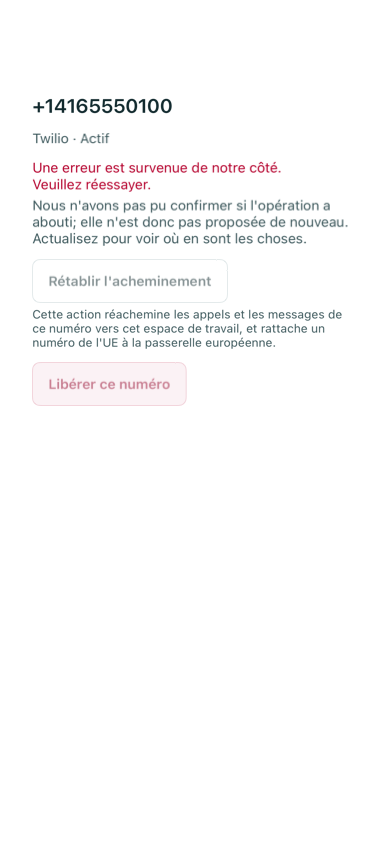 +14165550100
Twilio · Actif
Une erreur est survenue de notre côté.
Veuillez réessayer.
Nous n'avons pas pu confirmer si l'opération a
abouti; elle n'est donc pas proposée de nouveau.
Actualisez pour voir où en sont les choses.
Rétablir l'acheminement
Cette action réachemine les appels et les messages de
ce numéro vers cet espace de travail, et rattache un
numéro de l'UE à la passerelle européenne.
Libérer ce numéro